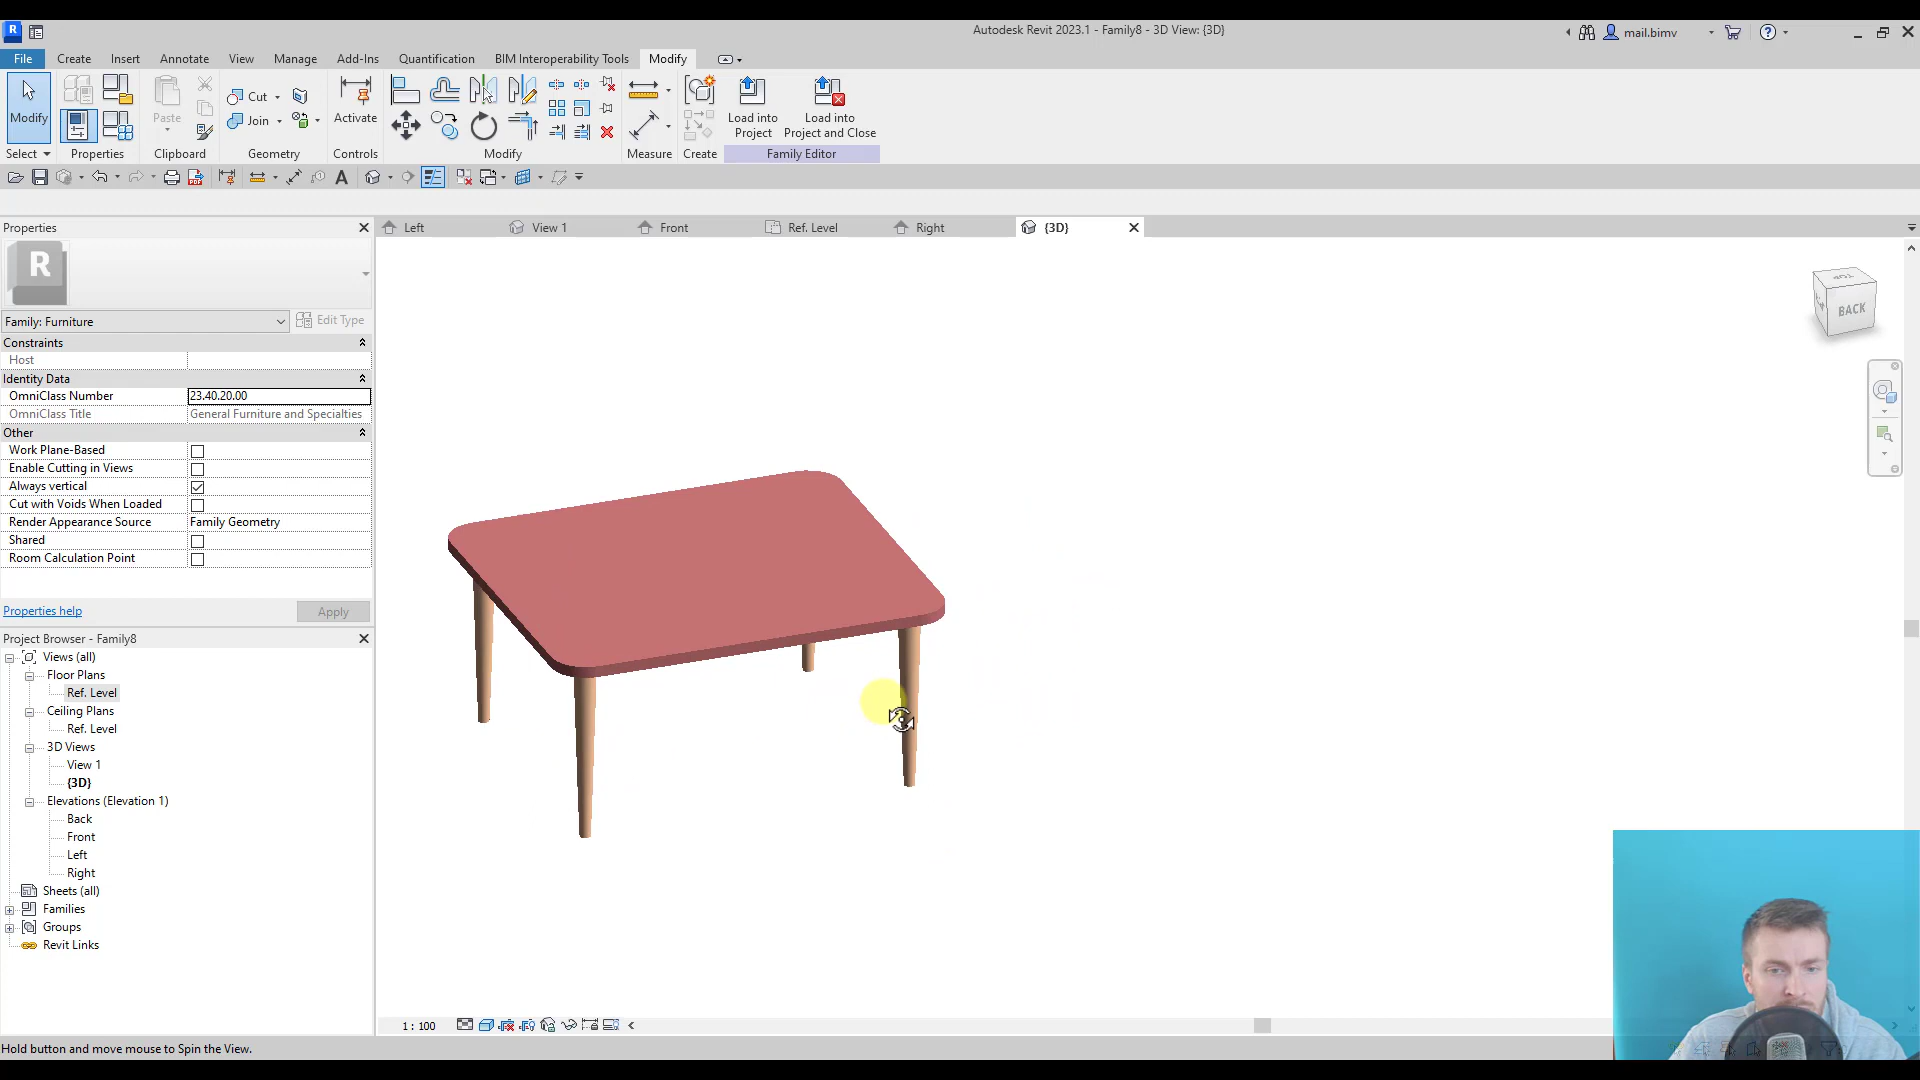 R
Autodesk Revit 2023.1 - Family8 - 3D View: {3D}
mail.bimv
File Create Insert Annotate View Manage Add-Ins Quantification BIM Interoperability Tools Modify
Modify
Paste
Cut
Join
Activate
Load into Project
Load into Project and Close
Select Properties Clipboard Geometry Controls Modify Measure Create Family Editor
A
Properties
Left View 1 Front Ref. Level Right {3D}
R
Family: Furniture
Edit Type
Constraints
Host
Identity Data
OmniClass Number 23.40.20.00
OmniClass Title General Furniture and Specialties
Other
Work Plane-Based
Enable Cutting in Views
Always vertical
Cut with Voids When Loaded
Render Appearance Source Family Geometry
Shared
Room Calculation Point
Properties help
Apply
Project Browser - Family8
Views (all)
Floor Plans
Ref. Level
Ceiling Plans
Ref. Level
3D Views
View 1
{3D}
Elevations (Elevation 1)
Back
Front
Left
Right
Sheets (all)
Families
Groups
Revit Links
TOP
BACK
1 : 100
Hold button and move mouse to Spin the View.